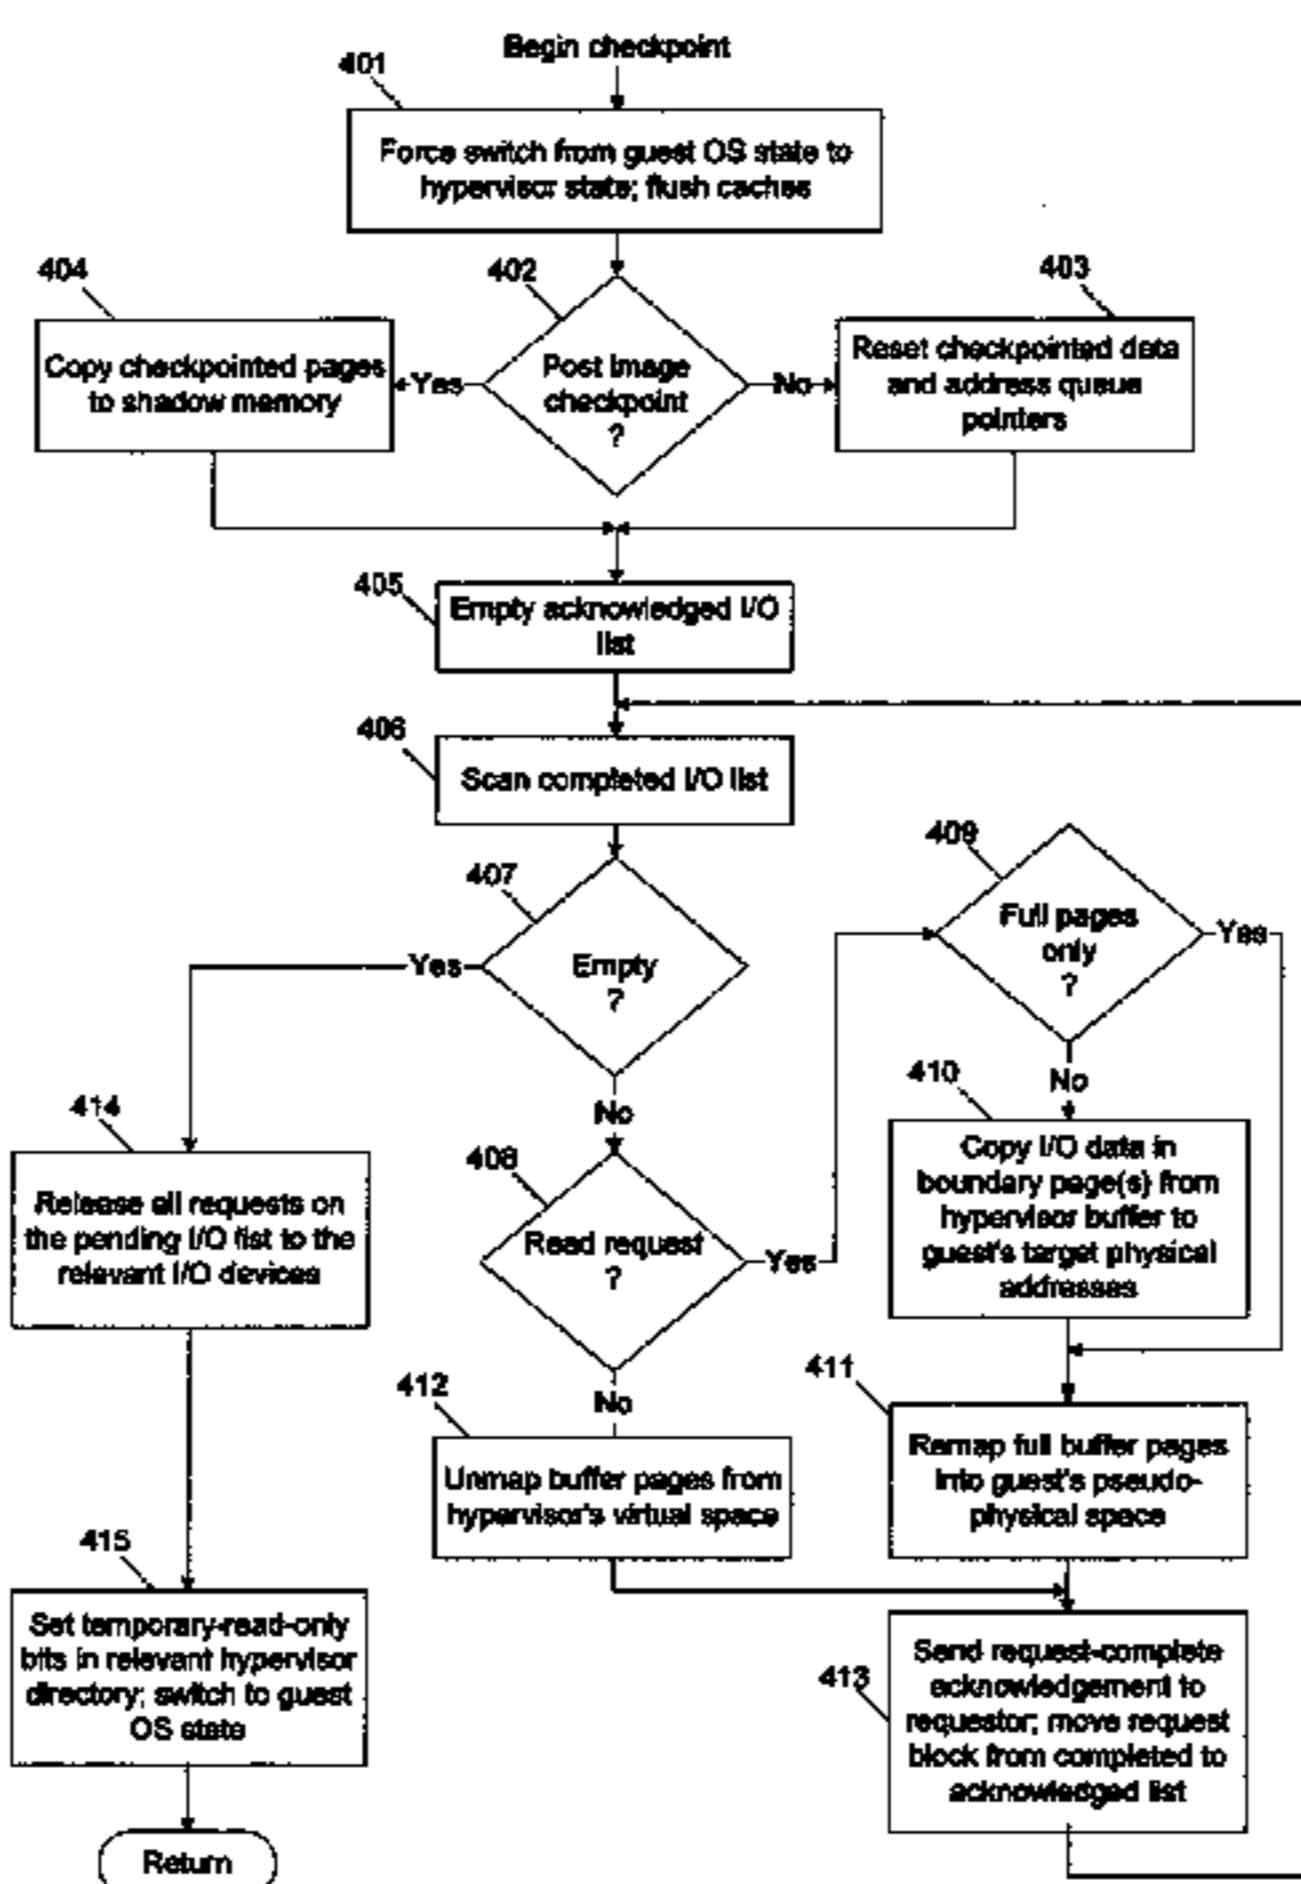 Begin checkpoint
401
Force switch from guest OS state to
hypervisor state; flush caches
404
402
403
Copy checkpointed pages
to shadow memory
Yes
Post image
checkpoint
?
No
Reset checkpointed data
and address queue
pointers
405
Empty acknowledged I/O
list
406
Scan completed I/O list
407
Empty
?
Yes
No
409
Full pages
only
?
Yes
No
414
Release all requests on
the pending I/O list to the
relevant I/O devices
408
Read request
?
Yes
No
410
Copy I/O data in
boundary page(s) from
hypervisor buffer to
guest's target physical
addresses
412
Unmap buffer pages from
hypervisor's virtual space
411
Remap full buffer pages
into guest's pseudo-
physical space
415
Set temporary-read-only
bits in relevant hypervisor
directory; switch to guest
OS state
413
Send request-complete
acknowledgement to
requestor; move request
block from completed to
acknowledged list
Return